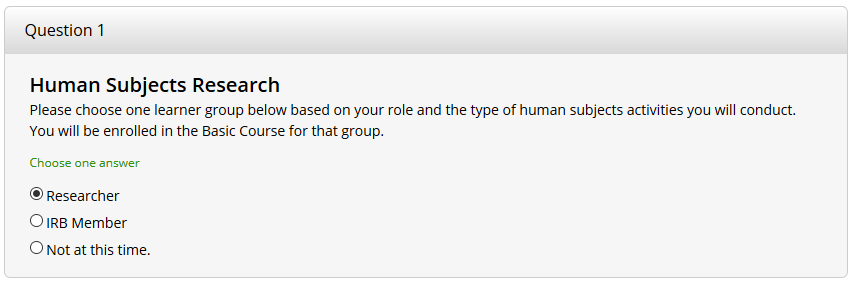 Question 1
Human Subjects Research
Please choose one learner group below based on your role and the type of human subjects activities you will conduct.
You will be enrolled in the Basic Course for that group.
Choose one answer
Researcher
IRB Member
Not at this time.